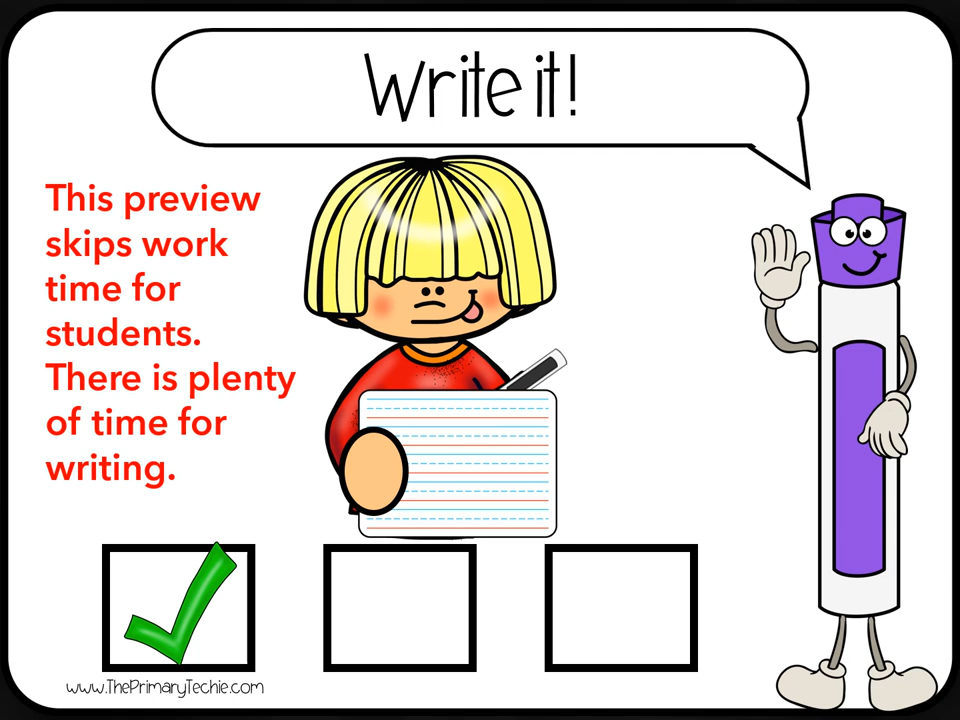 Write it!
This preview
skips work
time for
students.
There is plenty
of time for
writing.
www.ThePrimaryTechie.com